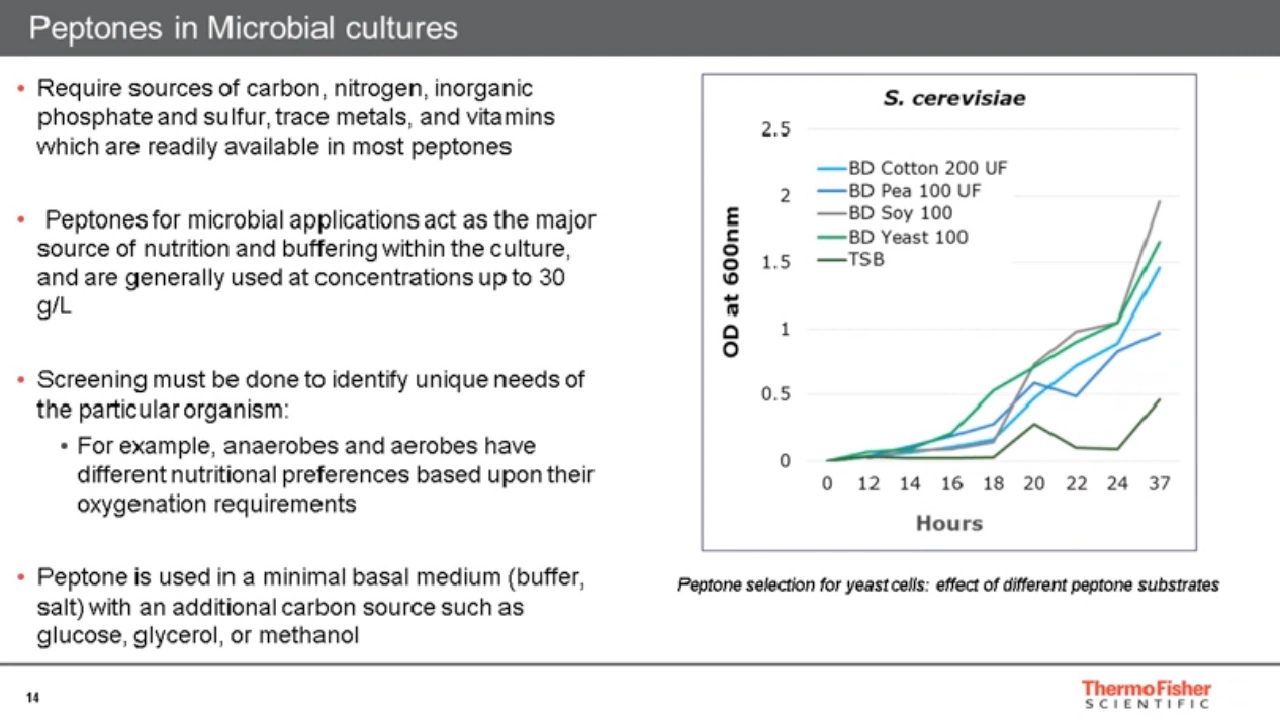 Peptones in Microbial cultures
• Require sources of carbon, nitrogen, inorganic
phosphate and sulfur, trace metals, and vitamins
which are readily available in most peptones
• Peptones for microbial applications act as the major
source of nutrition and buffering within the culture,
and are generally used at concentrations up to 30
g/L
• Screening must be done to identify unique needs of
the particular organism:
• For example, anaerobes and aerobes have
different nutritional preferences based upon their
oxygenation requirements
• Peptone is used in a minimal basal medium (buffer,
salt) with an additional carbon source such as
glucose, glycerol, or methanol
S. cerevisiae
2.5
2
1.5
1
0.5
0
OD at 600nm
BD Cotton 200 UF
BD Pea 100 UF
BD Soy 100
BD Yeast 100
TSB
0 12 14 16 18 20 22 24 37
Hours
Peptone selection for yeast cells: effect of different peptone substrates
14
ThermoFisher
SCIENTIFIC